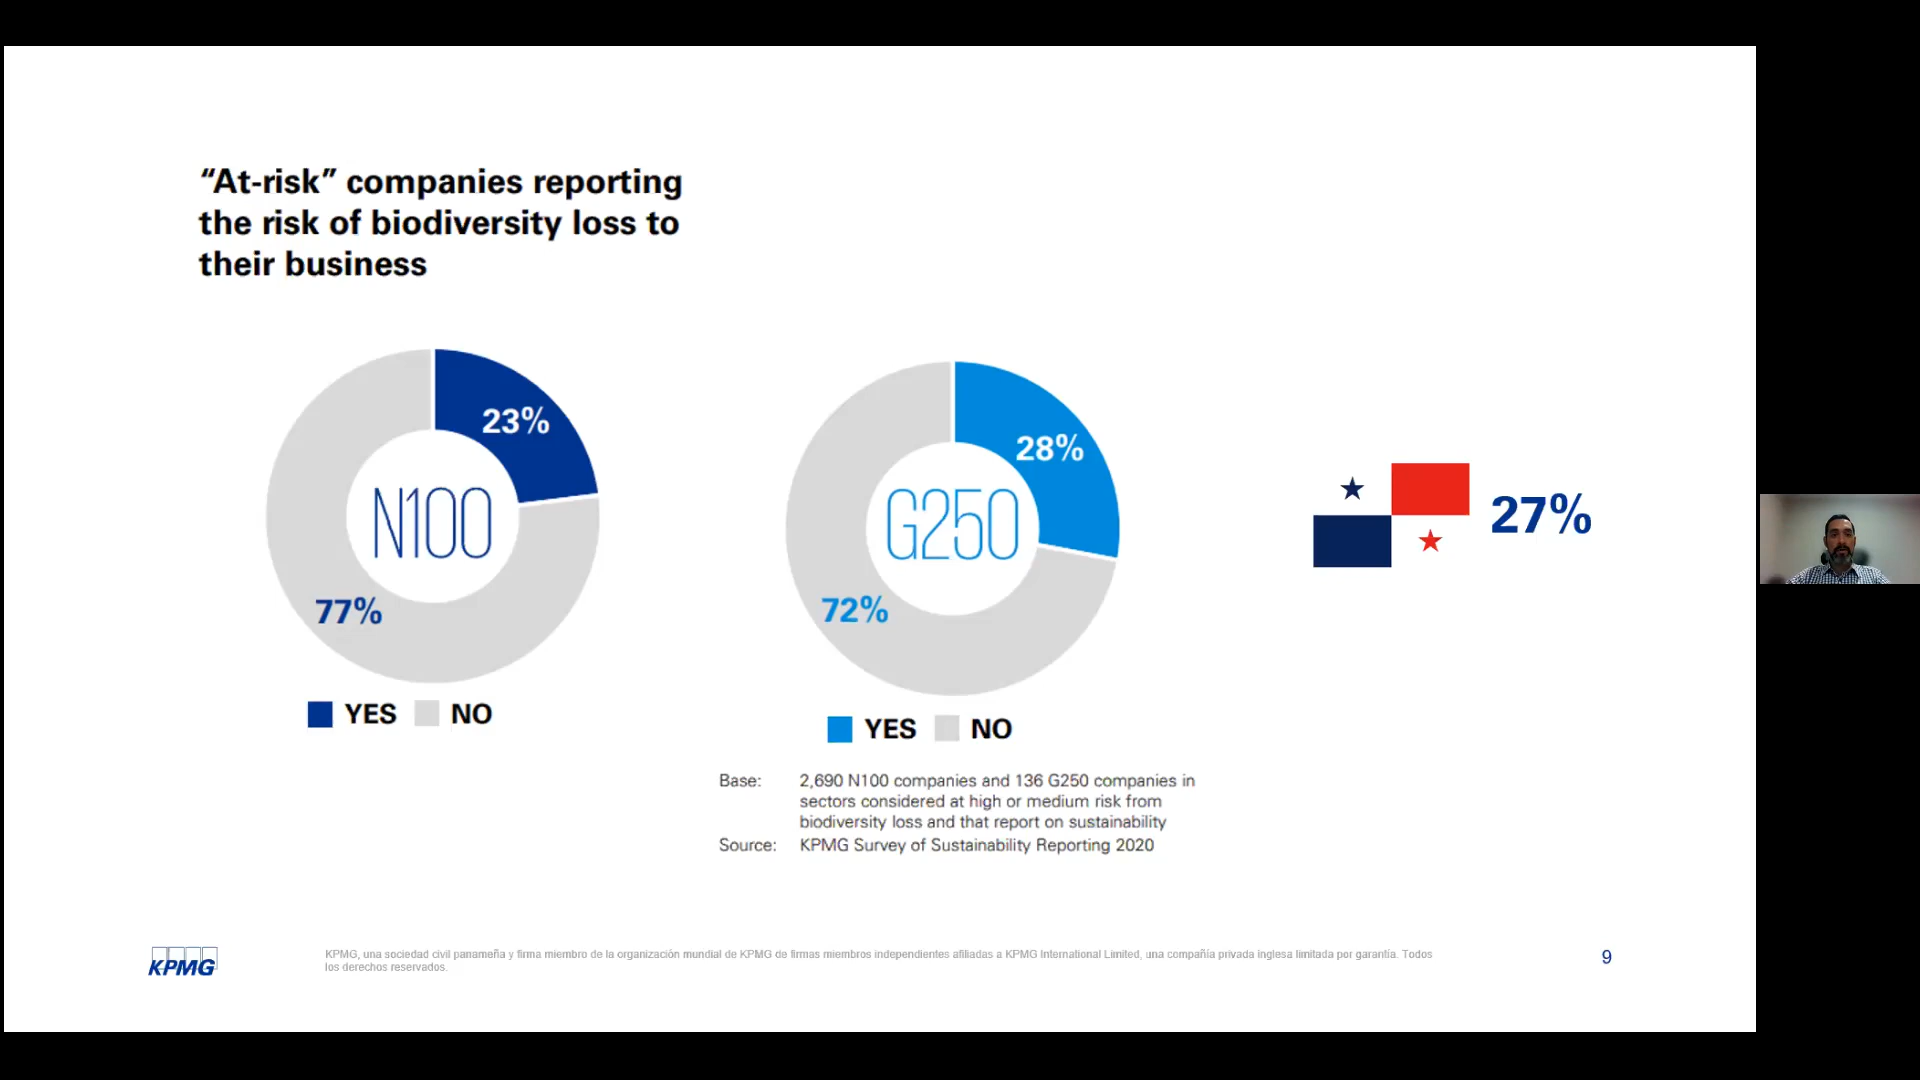 “At-risk” companies reporting
the risk of biodiversity loss to
their business
23%
N100
77%
YES NO
28%
G250
72%
YES NO
27%
Base: 2,690 N100 companies and 136 G250 companies in
sectors considered at high or medium risk from
biodiversity loss and that report on sustainability
Source: KPMG Survey of Sustainability Reporting 2020
KPMG
KPMG, una sociedad civil panameña y firma miembro de la organización mundial de KPMG de firmas miembros independientes afiliadas a KPMG International Limited, una compañía privada inglesa limitada por garantía. Todos
los derechos reservados.
9